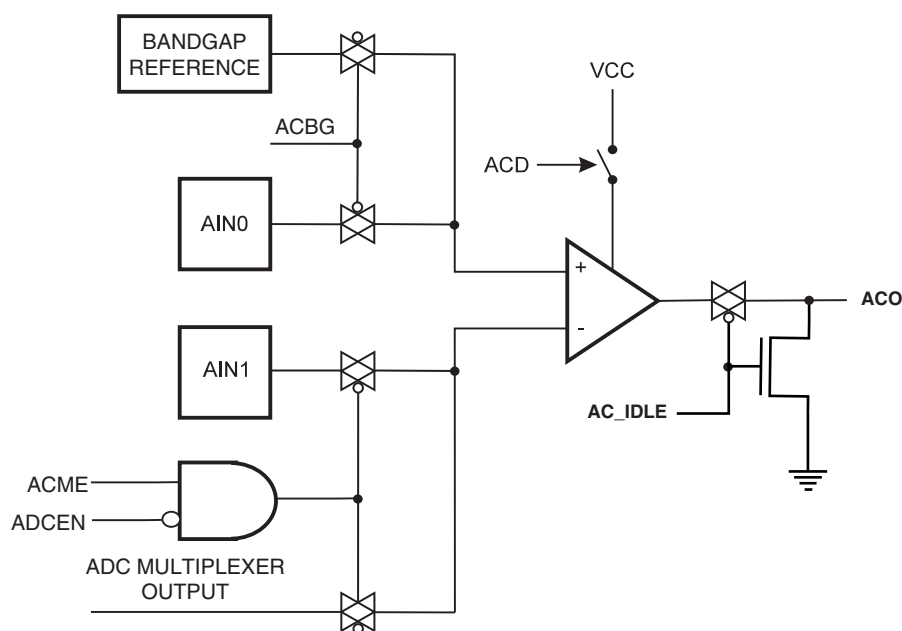 BANDGAP
REFERENCE
ACBG
VCC
ACD
AIN0
+
-
ACO
AIN1
AC_IDLE
ACME
ADCEN
ADC MULTIPLEXER
OUTPUT